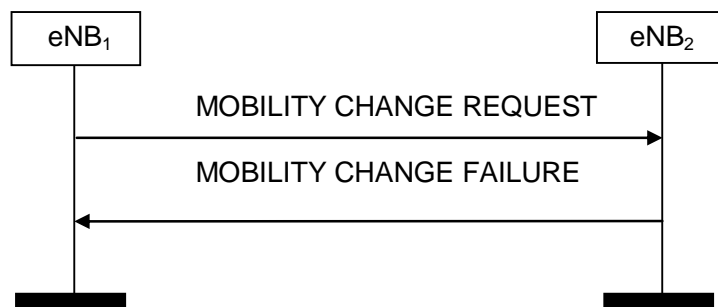 eNB₁
eNB₂
MOBILITY CHANGE REQUEST
MOBILITY CHANGE FAILURE